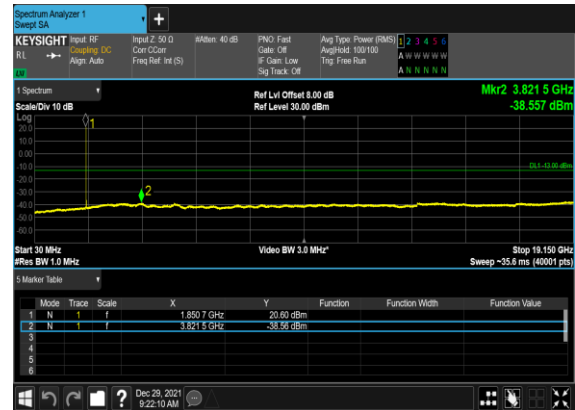 Spectrum Analyzer 1
Swept SA
+
KEYSIGHT Input: RF Input Z: 50 Ω #Atten: 40 dB PNO: Fast Avg Type: Power (RMS) 1 2 3 4 5 6
RL Coupling: DC Corr CCorr Gate: Off Avg|Hold: 100/100 A W W W W W
Align: Auto Freq Ref: Int (S) IF Gain: Low Trig: Free Run
LXI Sig Track: Off A N N N N N
1 Spectrum Ref Lvl Offset 8.00 dB Mkr2 3.821 5 GHz
Scale/Div 10 dB Ref Level 30.00 dBm -38.557 dBm
Log
1
20.0
10.0
0.00
-10.0 DL1 -13.00 dBm
-20.0
-30.0 2
-40.0
-50.0
-60.0
Start 30 MHz Video BW 3.0 MHz* Stop 19.150 GHz
#Res BW 1.0 MHz Sweep ~35.6 ms (40001 pts)
5 Marker Table
Mode Trace Scale X Y Function Function Width Function Value
1 N 1 f 1.850 7 GHz 20.60 dBm
2 N 1 f 3.821 5 GHz -38.56 dBm
3
4
5
6
? Dec 29, 2021
9:22:10 AM